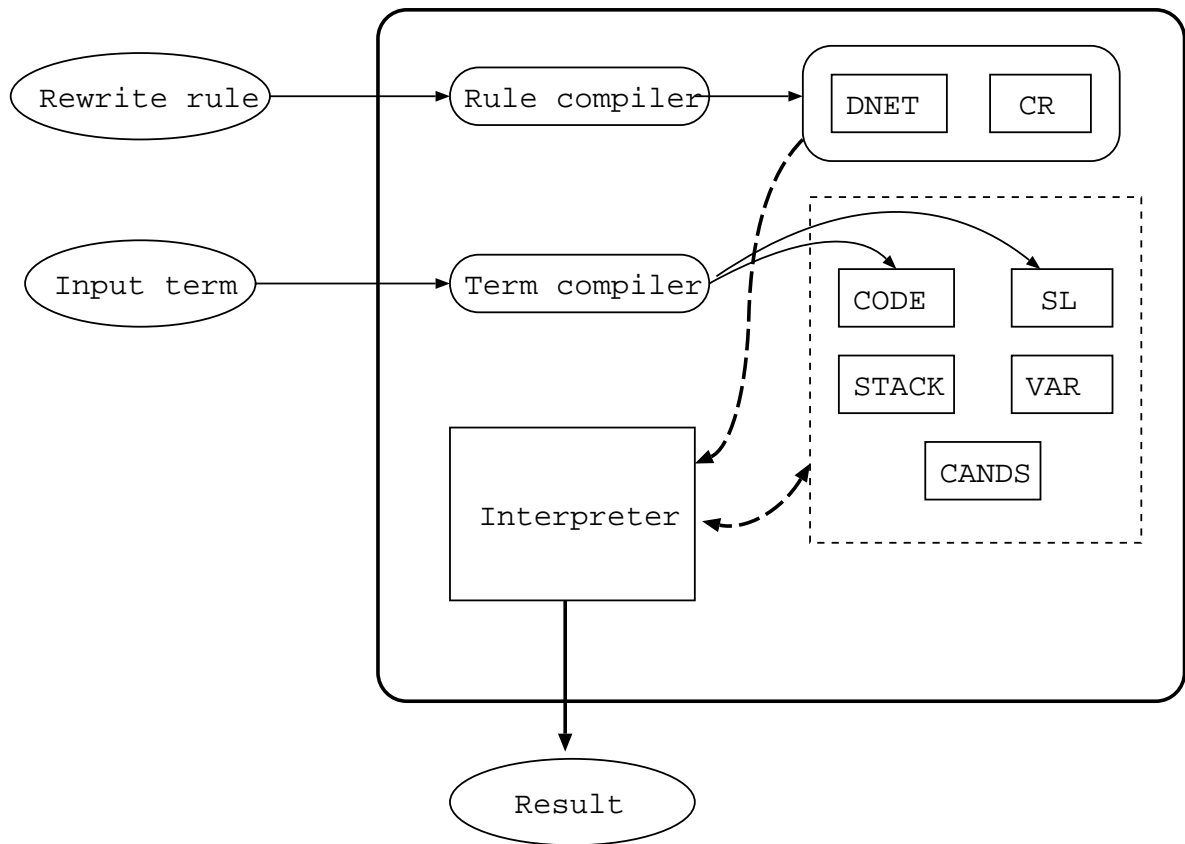 Rewrite rule
Rule compiler
DNET
CR
Input term
Term compiler
CODE
SL
STACK
VAR
CANDS
Interpreter
Result